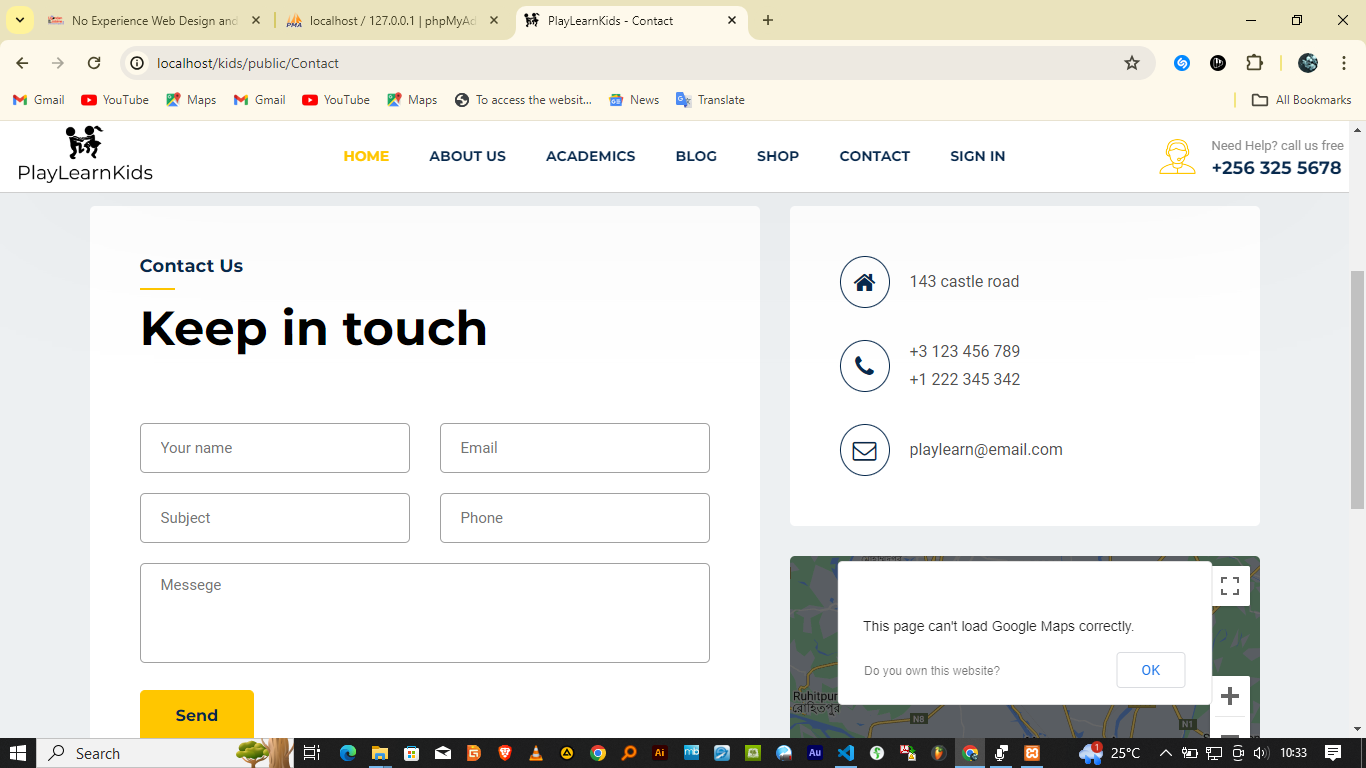 No Experience Web Design and
localhost / 127.0.0.1 | phpMyAd
PlayLearnKids - Contact
localhost/kids/public/Contact
Gmail
YouTube
Maps
Gmail
YouTube
Maps
To access the websit...
News
Translate
All Bookmarks
PlayLearnKids
HOME
ABOUT US
ACADEMICS
BLOG
SHOP
CONTACT
SIGN IN
Need Help? call us free
+256 325 5678
Contact Us
Keep in touch
Your name
Email
Subject
Phone
Messege
Send
143 castle road
+3 123 456 789
+1 222 345 342
playlearn@email.com
This page can't load Google Maps correctly.
Do you own this website?
OK
Ruhitpur
রোহিতপুর
N8
N1
Search
25°C
10:33